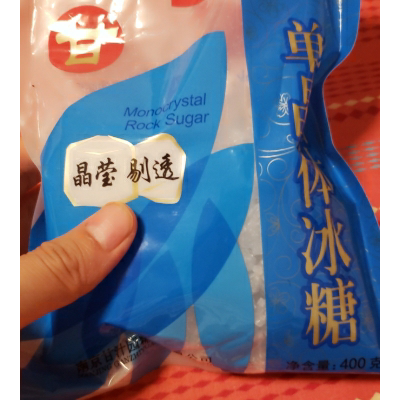 甘
Monocrystal
Rock Sugar
晶莹 剔透
单晶体冰糖
净含量: 400克